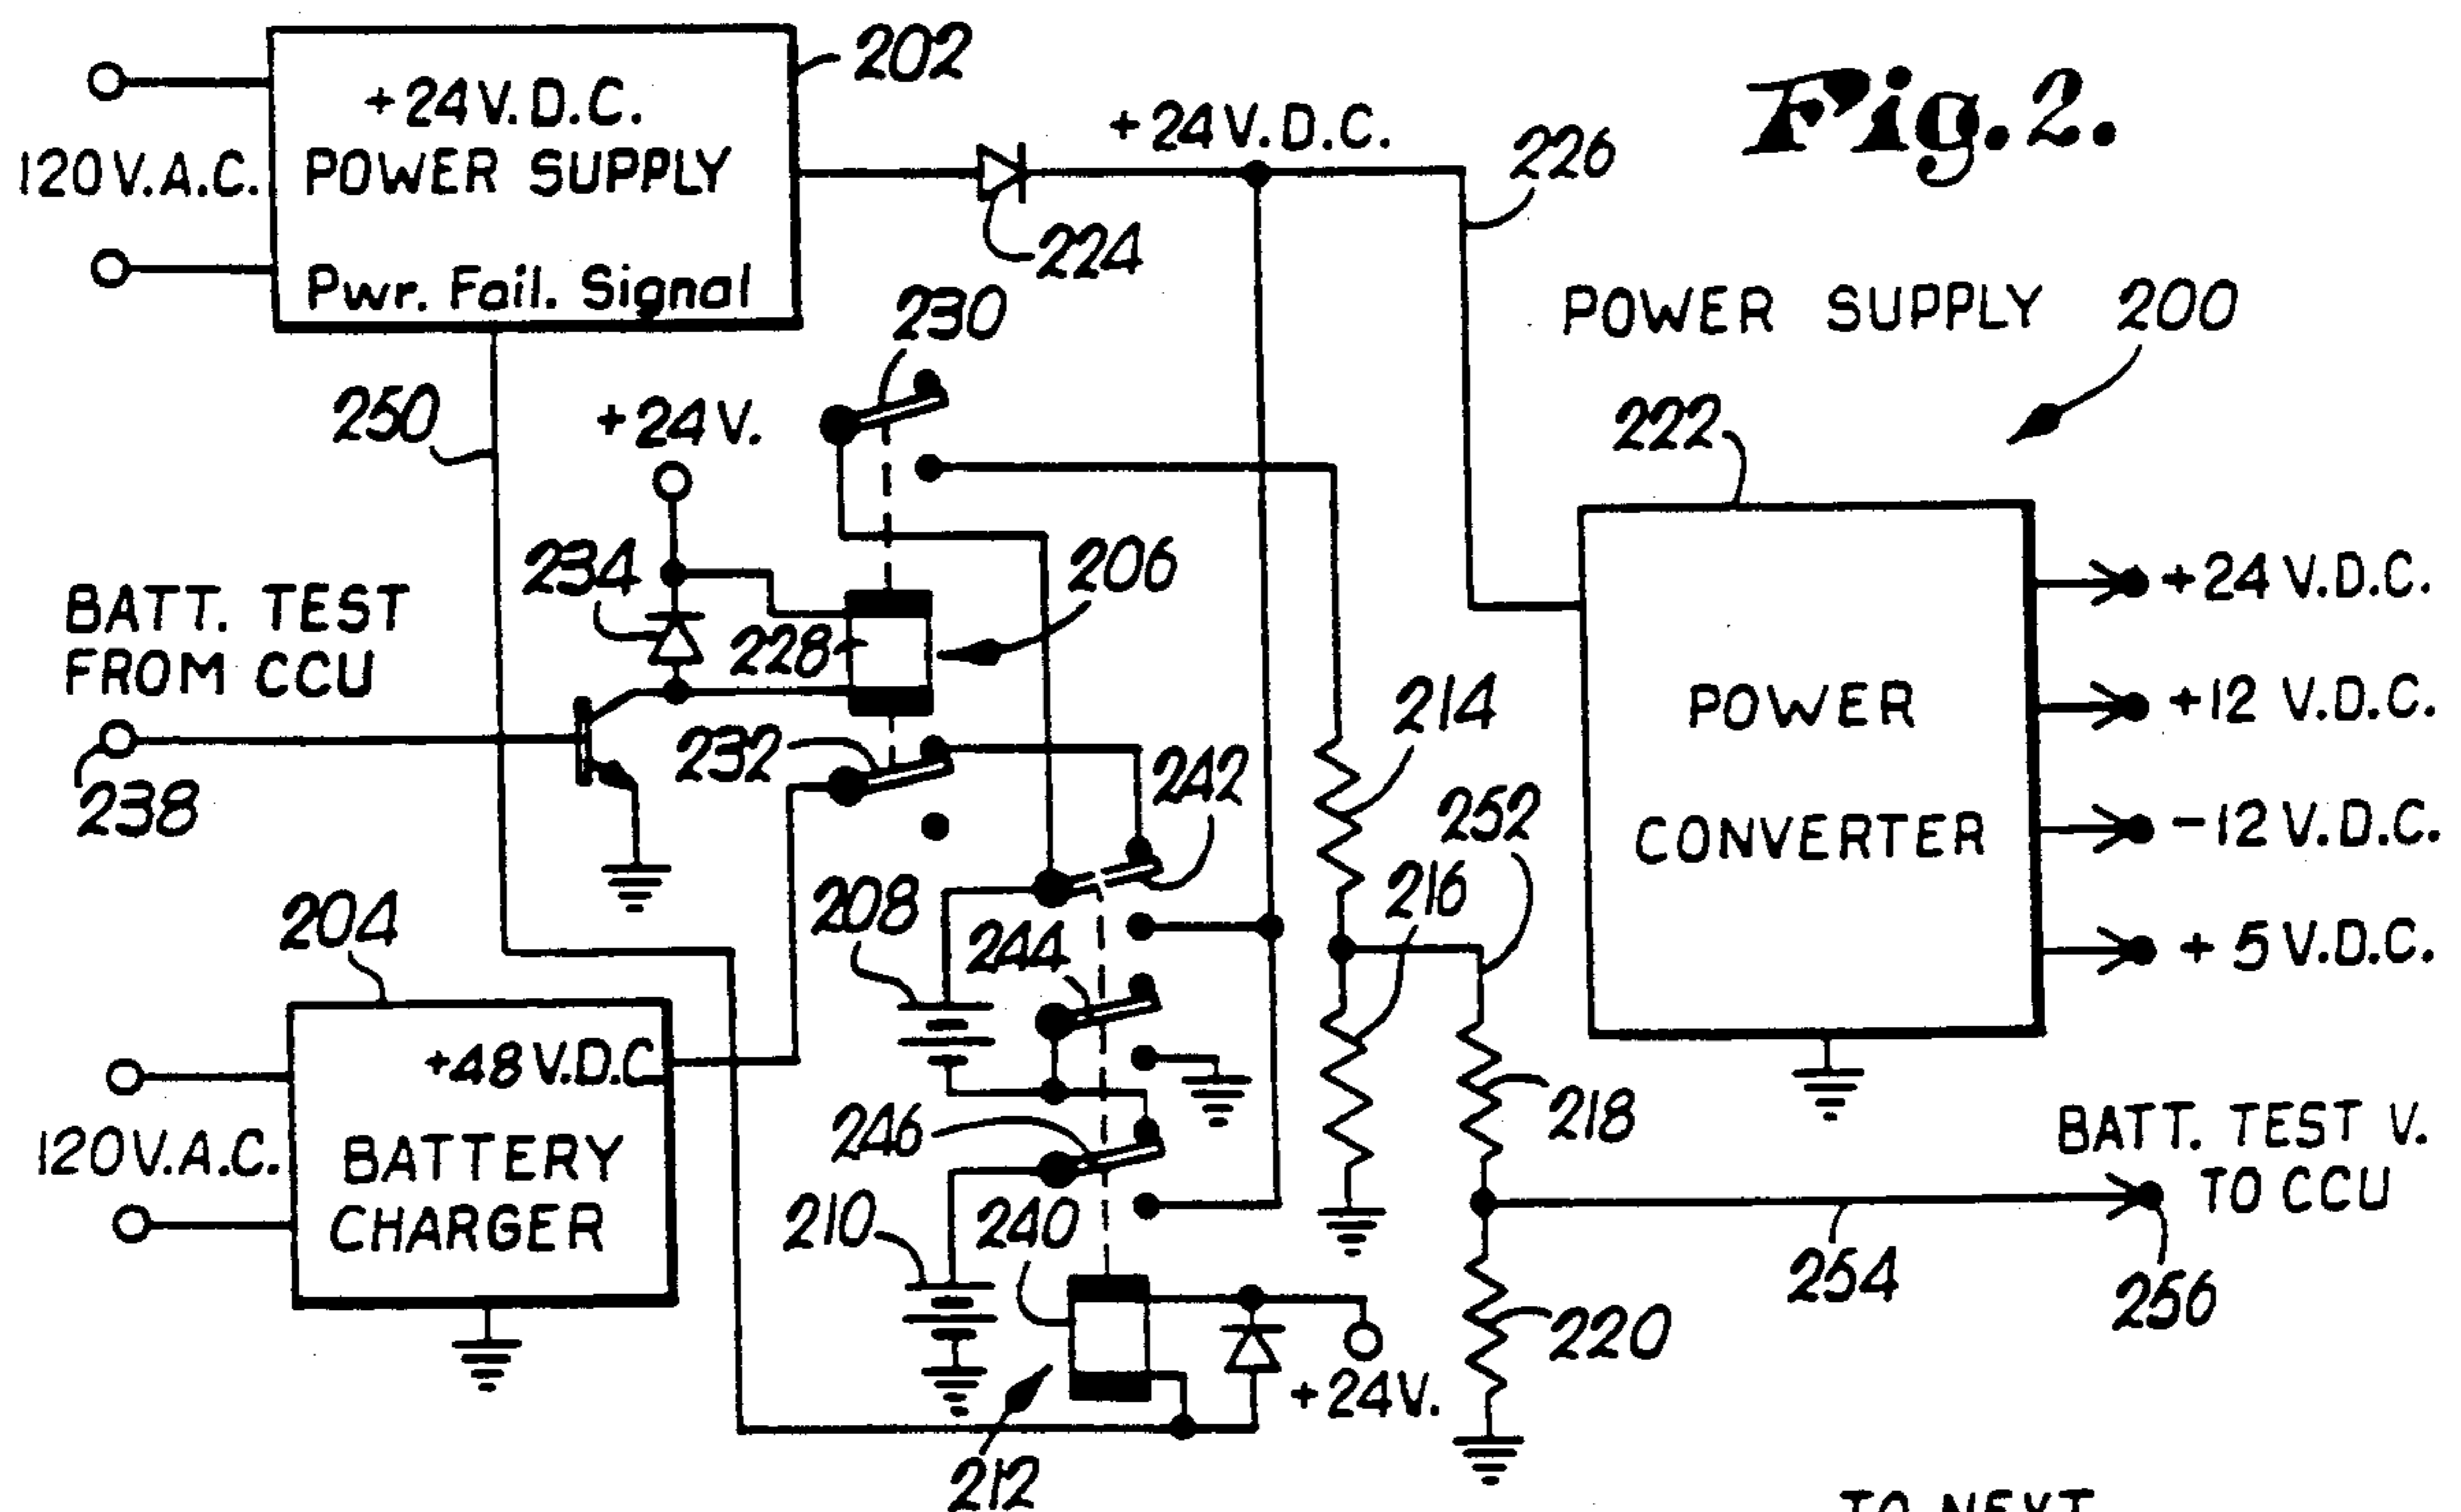 Fig. 2.
202
+24V.D.C.
POWER SUPPLY
120V.A.C.
Pwr. Fail. Signal
+24V.D.C.
226
224
230
POWER SUPPLY 200
250
+24V.
222
234
206
BATT. TEST
FROM CCU
228
238
232
242
214
252
216
POWER
CONVERTER
+24 V.D.C.
+12 V.D.C.
-12 V.D.C.
+ 5 V.D.C.
204
208
244
+48 V.D.C
120V.A.C.
BATTERY
CHARGER
246
218
BATT. TEST V.
TO CCU
210
240
254
256
220
+24V.
212
TO NEXT